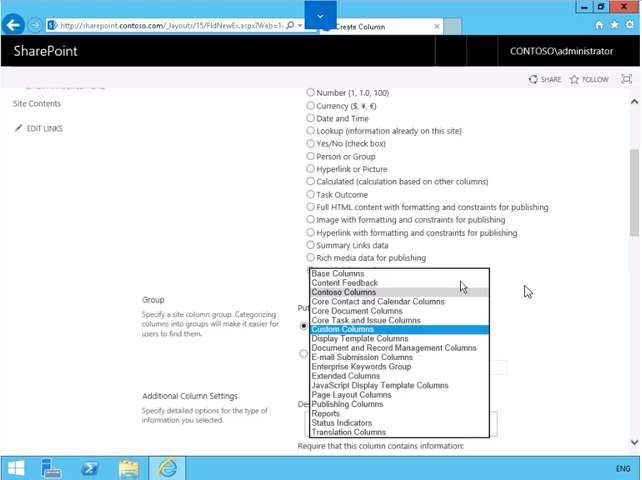 http://sharepoint.contoso.com/_layouts/15/FldNewEx.aspx?Web=1
Create Column
SharePoint
CONTOSO\administrator
SHARE
FOLLOW
Site Contents
EDIT LINKS
Number (1, 1.0, 100)
Currency ($, ¥, €)
Date and Time
Lookup (information already on this site)
Yes/No (check box)
Person or Group
Hyperlink or Picture
Calculated (calculation based on other columns)
Task Outcome
Full HTML content with formatting and constraints for publishing
Image with formatting and constraints for publishing
Hyperlink with formatting and constraints for publishing
Summary Links data
Rich media data for publishing
Group
Specify a site column group. Categorizing
columns into groups will make it easier for
users to find them.
Base Columns
Content Feedback
Contoso Columns
Core Contact and Calendar Columns
Core Document Columns
Core Task and Issue Columns
Custom Columns
Display Template Columns
Document and Record Management Columns
E-mail Submission Columns
Enterprise Keywords Group
Extended Columns
JavaScript Display Template Columns
Page Layout Columns
Publishing Columns
Reports
Status Indicators
Translation Columns
Additional Column Settings
Specify detailed options for the type of
information you selected.
Require that this column contains information:
ENG